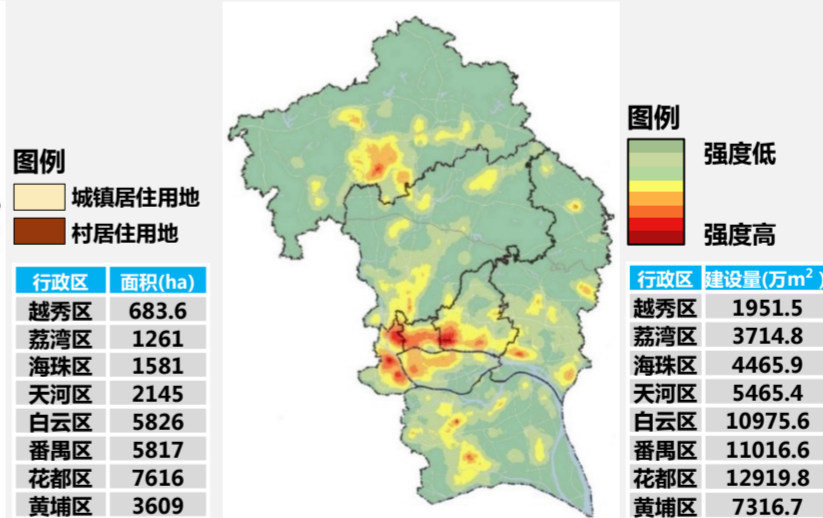 图例
城镇居住用地
村居住用地
行政区 面积(ha)
越秀区 683.6
荔湾区 1261
海珠区 1581
天河区 2145
白云区 5826
番禺区 5817
花都区 7616
黄埔区 3609
图例
强度低
强度高
行政区 建设量(万m²)
越秀区 1951.5
荔湾区 3714.8
海珠区 4465.9
天河区 5465.4
白云区 10975.6
番禺区 11016.6
花都区 12919.8
黄埔区 7316.7